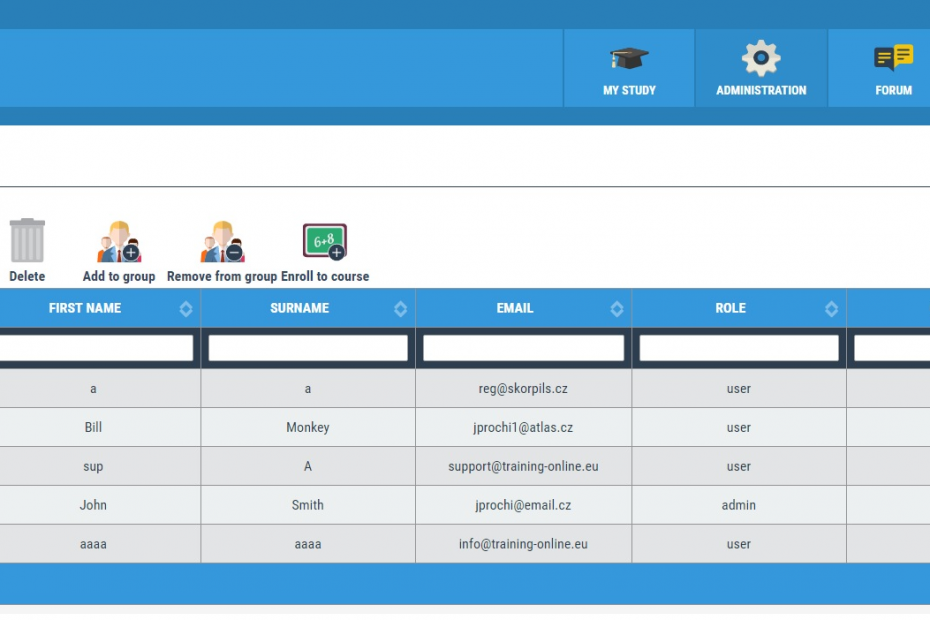 MY STUDY ADMINISTRATION FORUM
6+8
Delete Add to group Remove from group Enroll to course
FIRST NAME SURNAME EMAIL ROLE
a a reg@skorpils.cz user
Bill Monkey jprochi1@atlas.cz user
sup A support@training-online.eu user
John Smith jprochi@email.cz admin
aaaa aaaa info@training-online.eu user